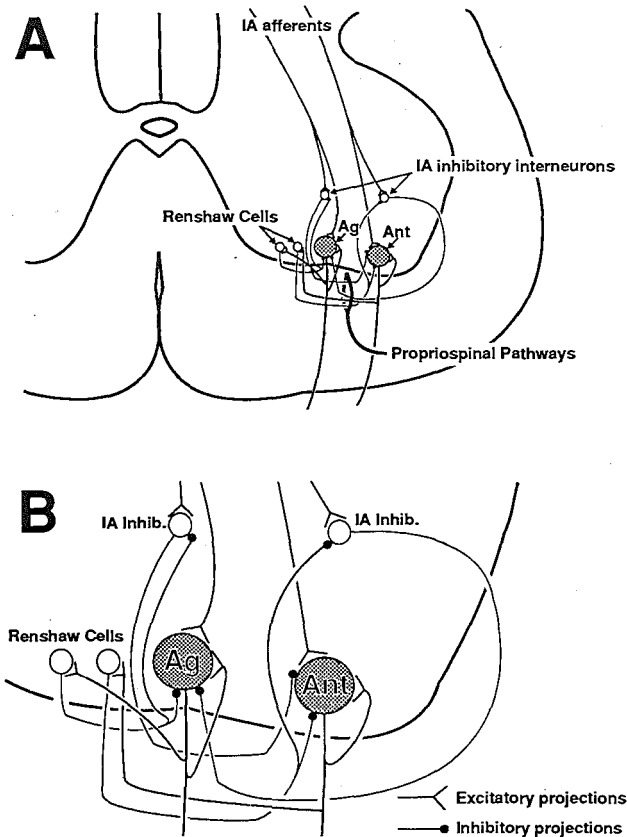 A
IA afferents
IA inhibitory interneurons
Renshaw Cells
Ag
Ant
Propriospinal Pathways
B
IA Inhib.
IA Inhib.
Renshaw Cells
Ag
Ant
Excitatory projections
Inhibitory projections